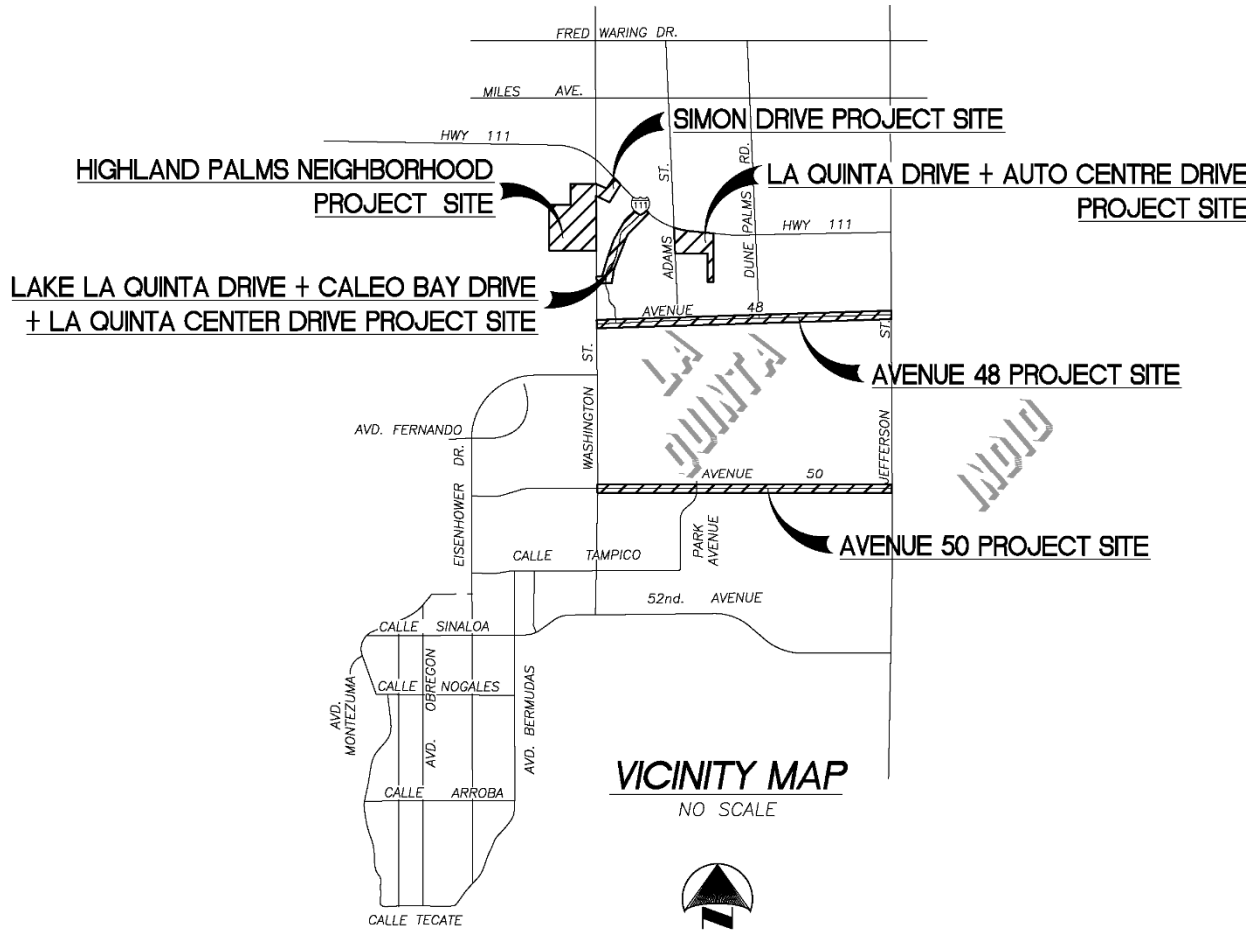 FRED WARING DR.
MILES AVE.
HWY 111
SIMON DRIVE PROJECT SITE
HIGHLAND PALMS NEIGHBORHOOD
PROJECT SITE
ST.
ADAMS
DUNE PALMS RD.
LA QUINTA DRIVE + AUTO CENTRE DRIVE
PROJECT SITE
111
HWY 111
LAKE LA QUINTA DRIVE + CALEO BAY DRIVE
+ LA QUINTA CENTER DRIVE PROJECT SITE
AVENUE 48
WASHINGTON ST.
LA
QUINTA
JEFFERSON ST.
AVENUE 48 PROJECT SITE
INDIO
AVD. FERNANDO
EISENHOWER DR.
AVENUE 50
AVENUE 50 PROJECT SITE
PARK
AVENUE
CALLE TAMPICO
52nd. AVENUE
CALLE SINALOA
AVD.
MONTEZUMA
AVD. OBREGON
CALLE NOGALES
AVD. BERMUDAS
CALLE ARROBA
CALLE TECATE
VICINITY MAP
NO SCALE
N